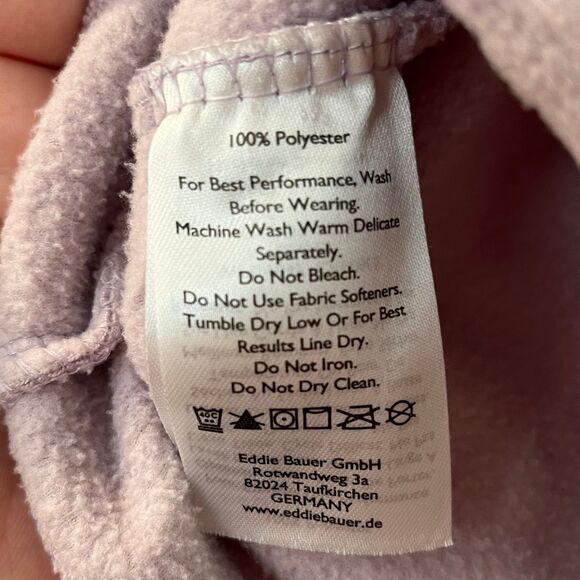 100% Polyester
For Best Performance, Wash
Before Wearing.
Machine Wash Warm Delicate
Separately.
Do Not Bleach.
Do Not Use Fabric Softeners.
Tumble Dry Low Or For Best
Results Line Dry.
Do Not Iron.
Do Not Dry Clean.
40C
Eddie Bauer GmbH
Rotwandweg 3a
82024 Taufkirchen
GERMANY
www.eddiebauer.de